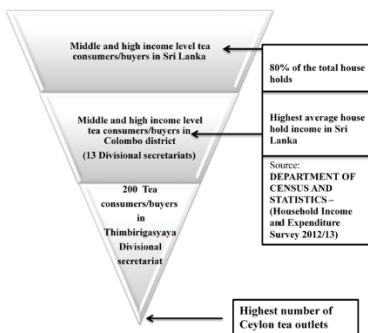 Middle and high income level tea
consumers/buyers in Sri Lanka
80% of the total house
holds
Middle and high income level
tea consumers/buyers in
Colombo district
(13 Divisional secretariats)
Highest average house
hold income in Sri
Lanka
Source:
DEPARTMENT OF
CENSUS AND
STATISTICS –
(Household Income and
Expenditure
Survey 2012/13)
200 Tea
consumers/buyers
in
Thimbirigasyaya
Divisional
secretariat
Highest number of
Ceylon tea outlets